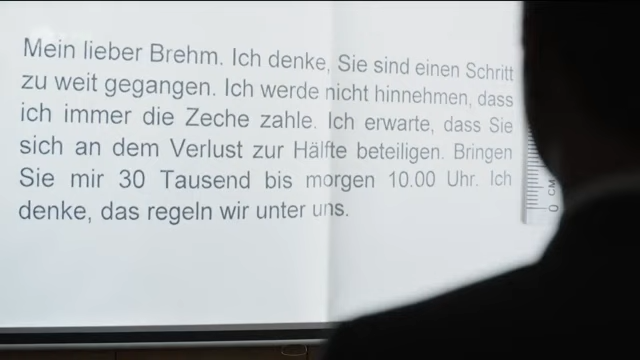 Mein lieber Brehm. Ich denke, Sie sind einen Schritt
zu weit gegangen. Ich werde nicht hinnehmen, dass
ich immer die Zeche zahle. Ich erwarte, dass Sie
sich an dem Verlust zur Hälfte beteiligen. Bringen
Sie mir 30 Tausend bis morgen 10.00 Uhr. Ich
denke, das regeln wir unter uns.
0 CM